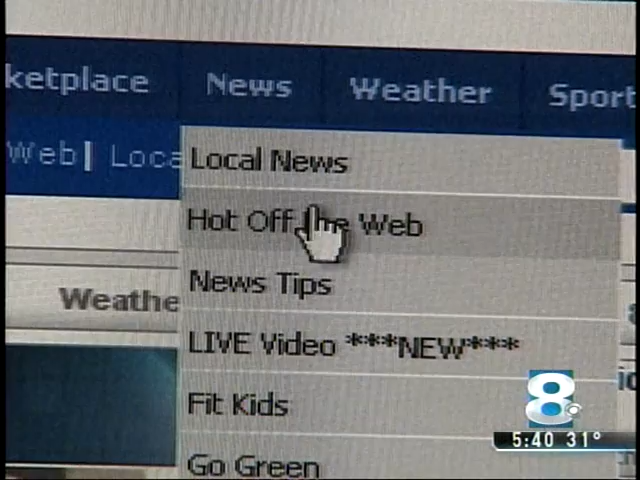 ketplace News Weather Sport
Web| Loca
Local News
Hot Off the Web
News Tips
Weathe
LIVE Video ***NEW***
Fit Kids
Go Green
8
5:40 31°